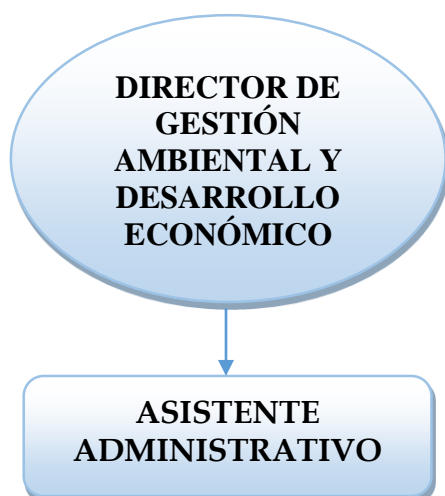 DIRECTOR DE
GESTIÓN
AMBIENTAL Y
DESARROLLO
ECONÓMICO
ASISTENTE
ADMINISTRATIVO